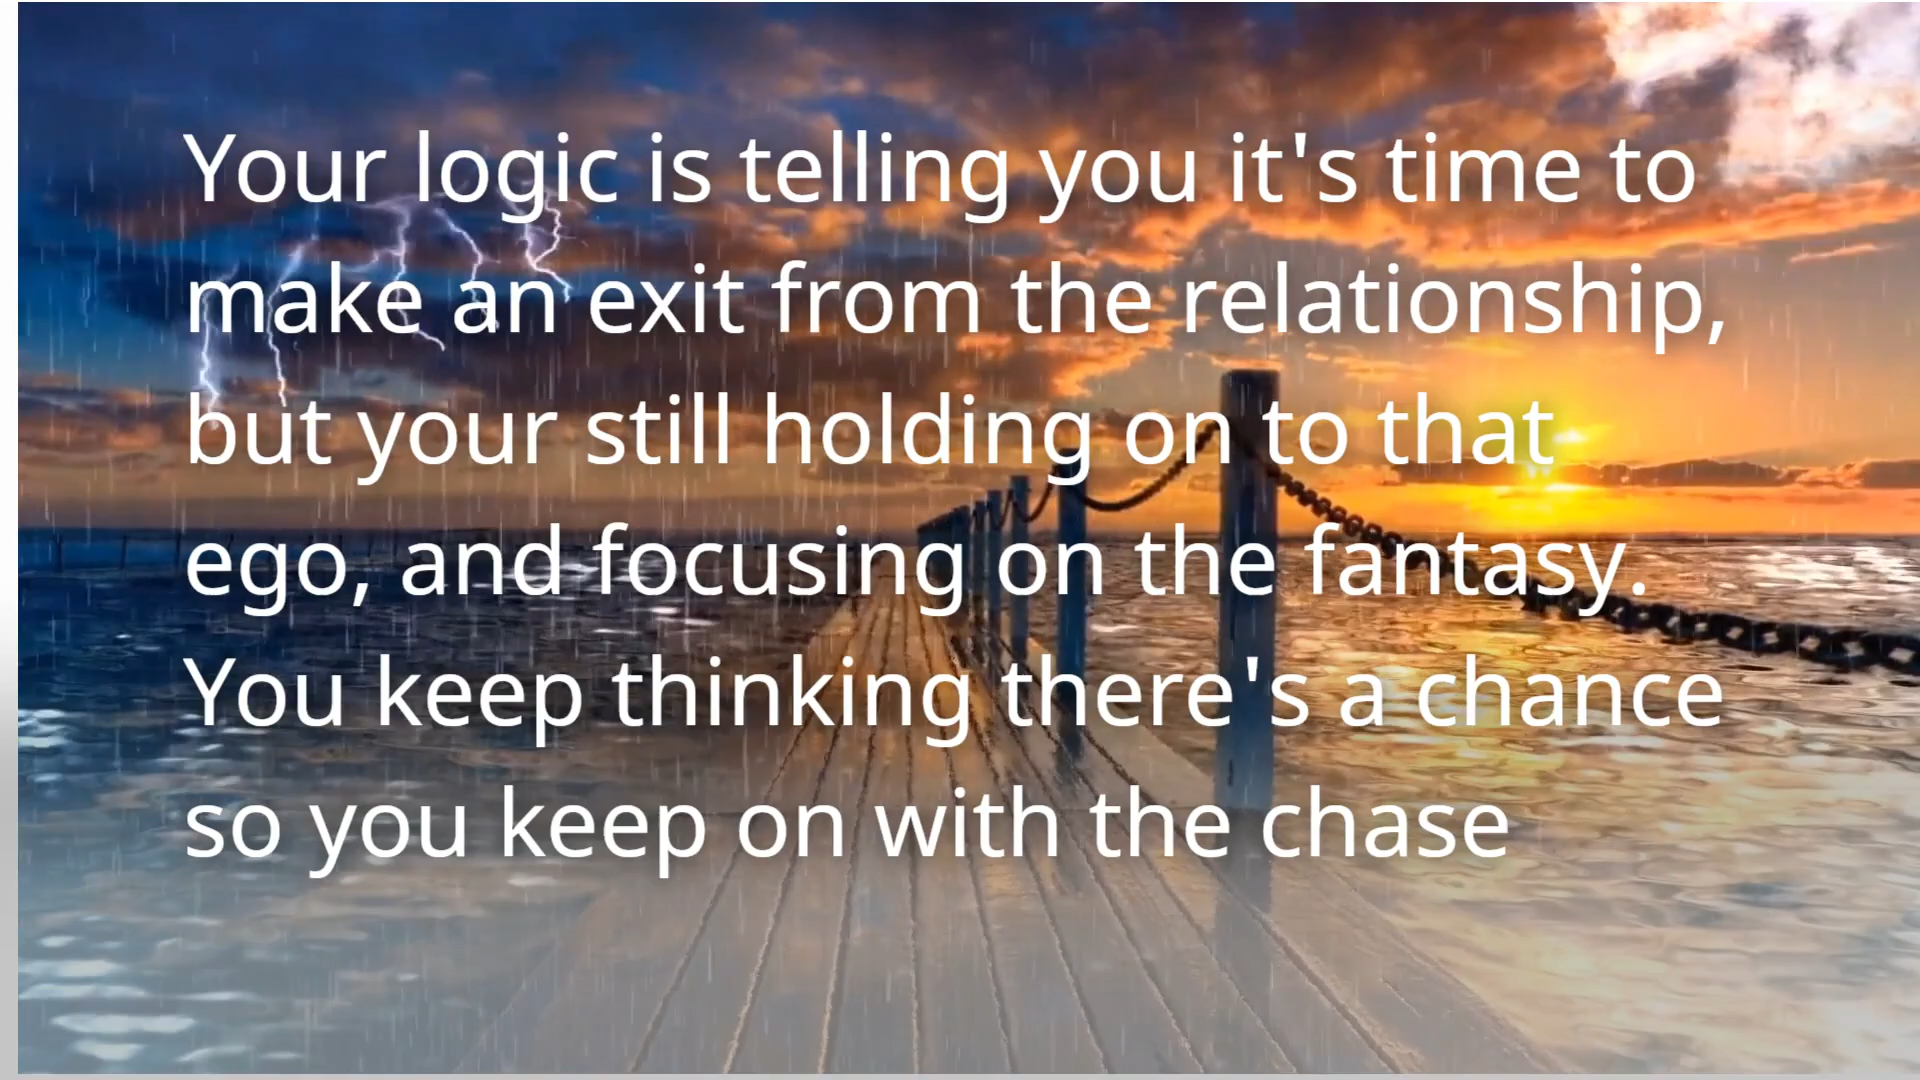 Your logic is telling you it's time to
make an exit from the relationship,
but your still holding on to that
ego, and focusing on the fantasy.
You keep thinking there's a chance
so you keep on with the chase